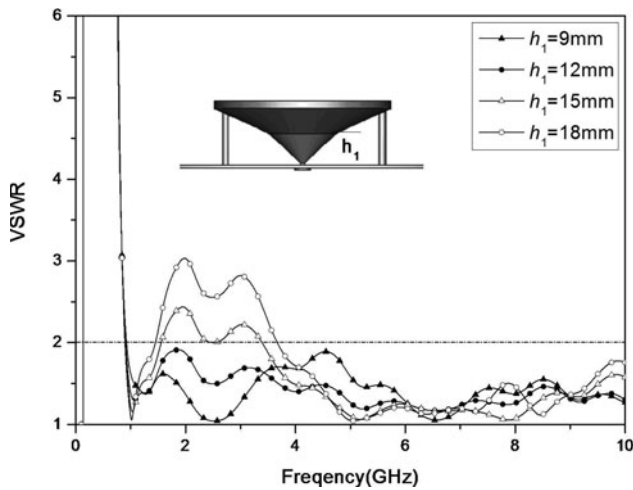 6
5
4
3
2
1
VSWR
0
2
4
6
8
10
Freqency(GHz)
h₁=9mm
h₁=12mm
h₁=15mm
h₁=18mm
h₁